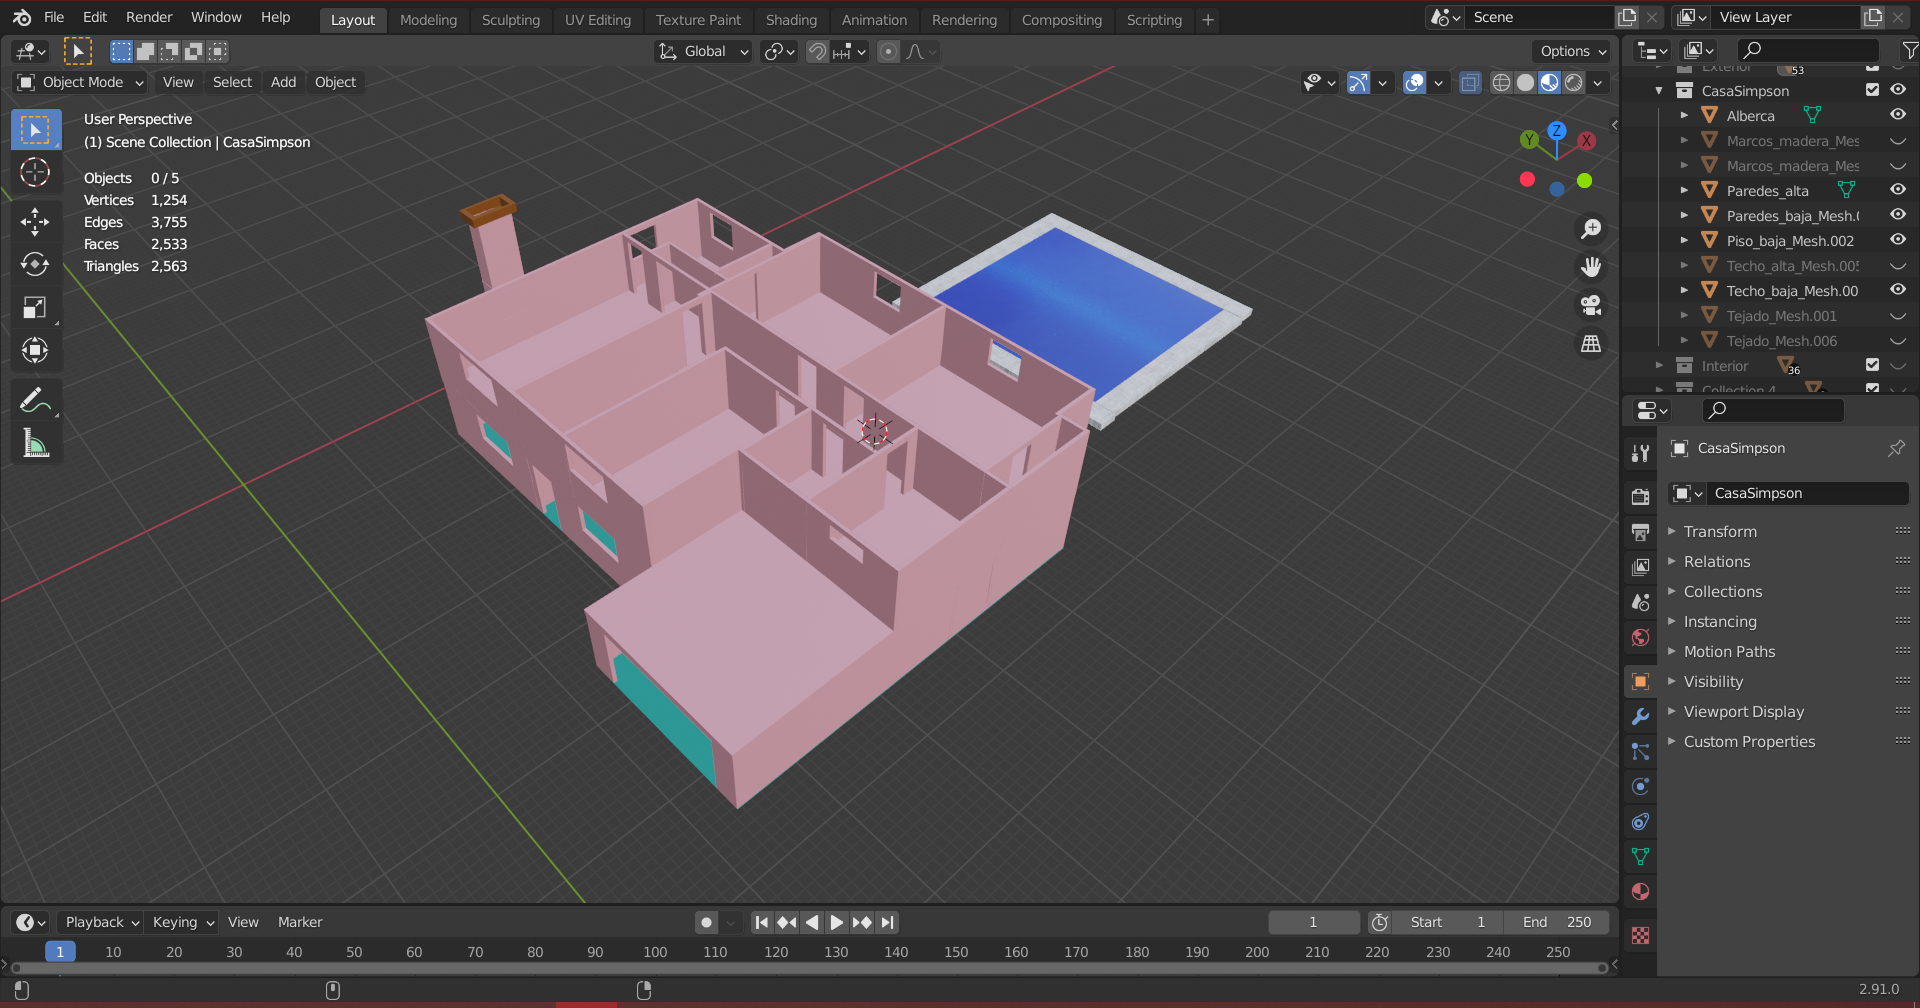 File Edit Render Window Help
Layout Modeling Sculpting UV Editing Texture Paint Shading Animation Rendering Compositing Scripting +
Scene
View Layer
Global
Options
Object Mode View Select Add Object
User Perspective
(1) Scene Collection | CasaSimpson
Objects 0 / 5
Vertices 1,254
Edges 3,755
Faces 2,533
Triangles 2,563
Z
Y
X
Exterior 53
CasaSimpson
Alberca
Marcos_madera_Mes
Marcos_madera_Mes
Paredes_alta
Paredes_baja_Mesh.(
Piso_baja_Mesh.002
Techo_alta_Mesh.005
Techo_baja_Mesh.00
Tejado_Mesh.001
Tejado_Mesh.006
Interior 36
Collection 4
CasaSimpson
CasaSimpson
Transform
Relations
Collections
Instancing
Motion Paths
Visibility
Viewport Display
Custom Properties
Playback Keying View Marker
1
Start 1
End 250
1 10 20 30 40 50 60 70 80 90 100 110 120 130 140 150 160 170 180 190 200 210 220 230 240 250
2.91.0